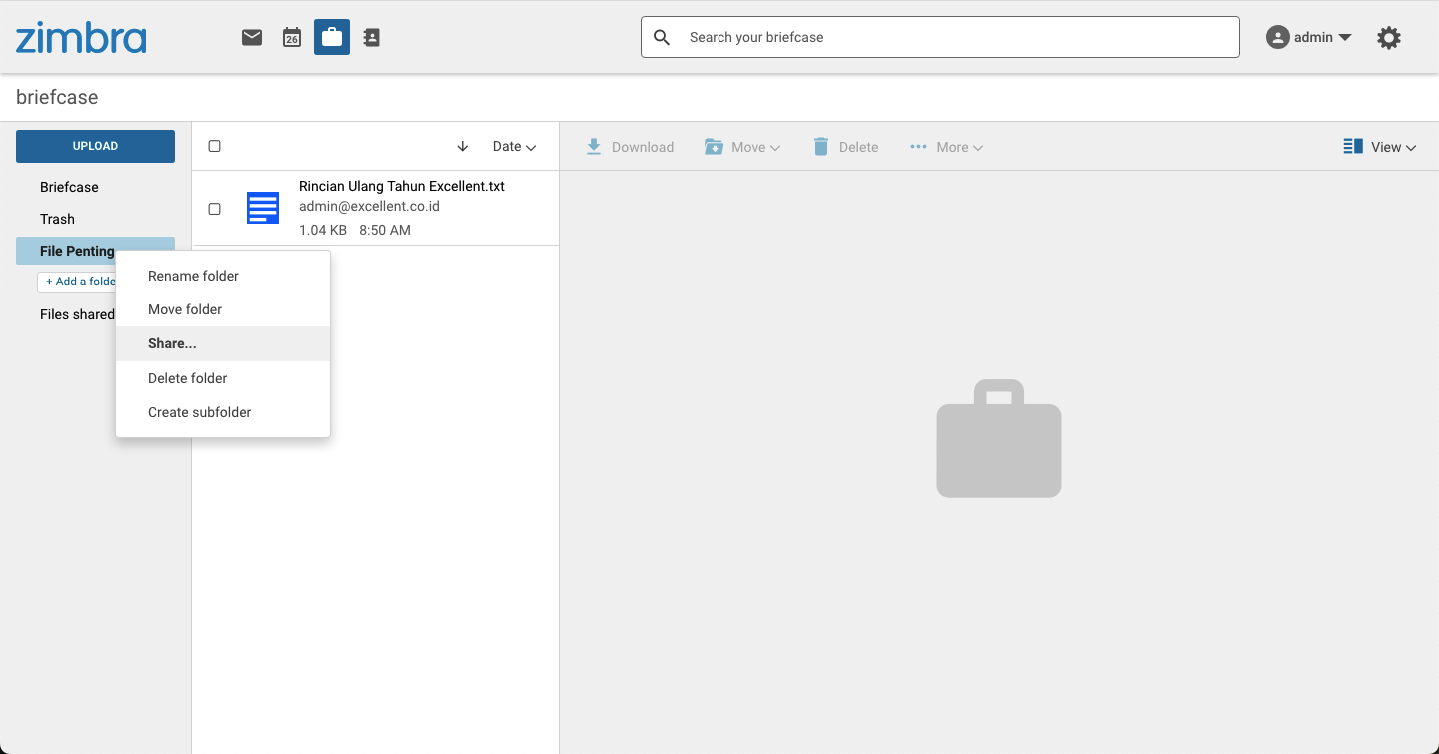 zimbra
26
Search your briefcase
admin
briefcase
UPLOAD
Date
Download
Move
Delete
More
View
Briefcase
Trash
File Penting
+ Add a folde
Files shared
Rincian Ulang Tahun Excellent.txt
admin@excellent.co.id
1.04 KB 8:50 AM
Rename folder
Move folder
Share...
Delete folder
Create subfolder